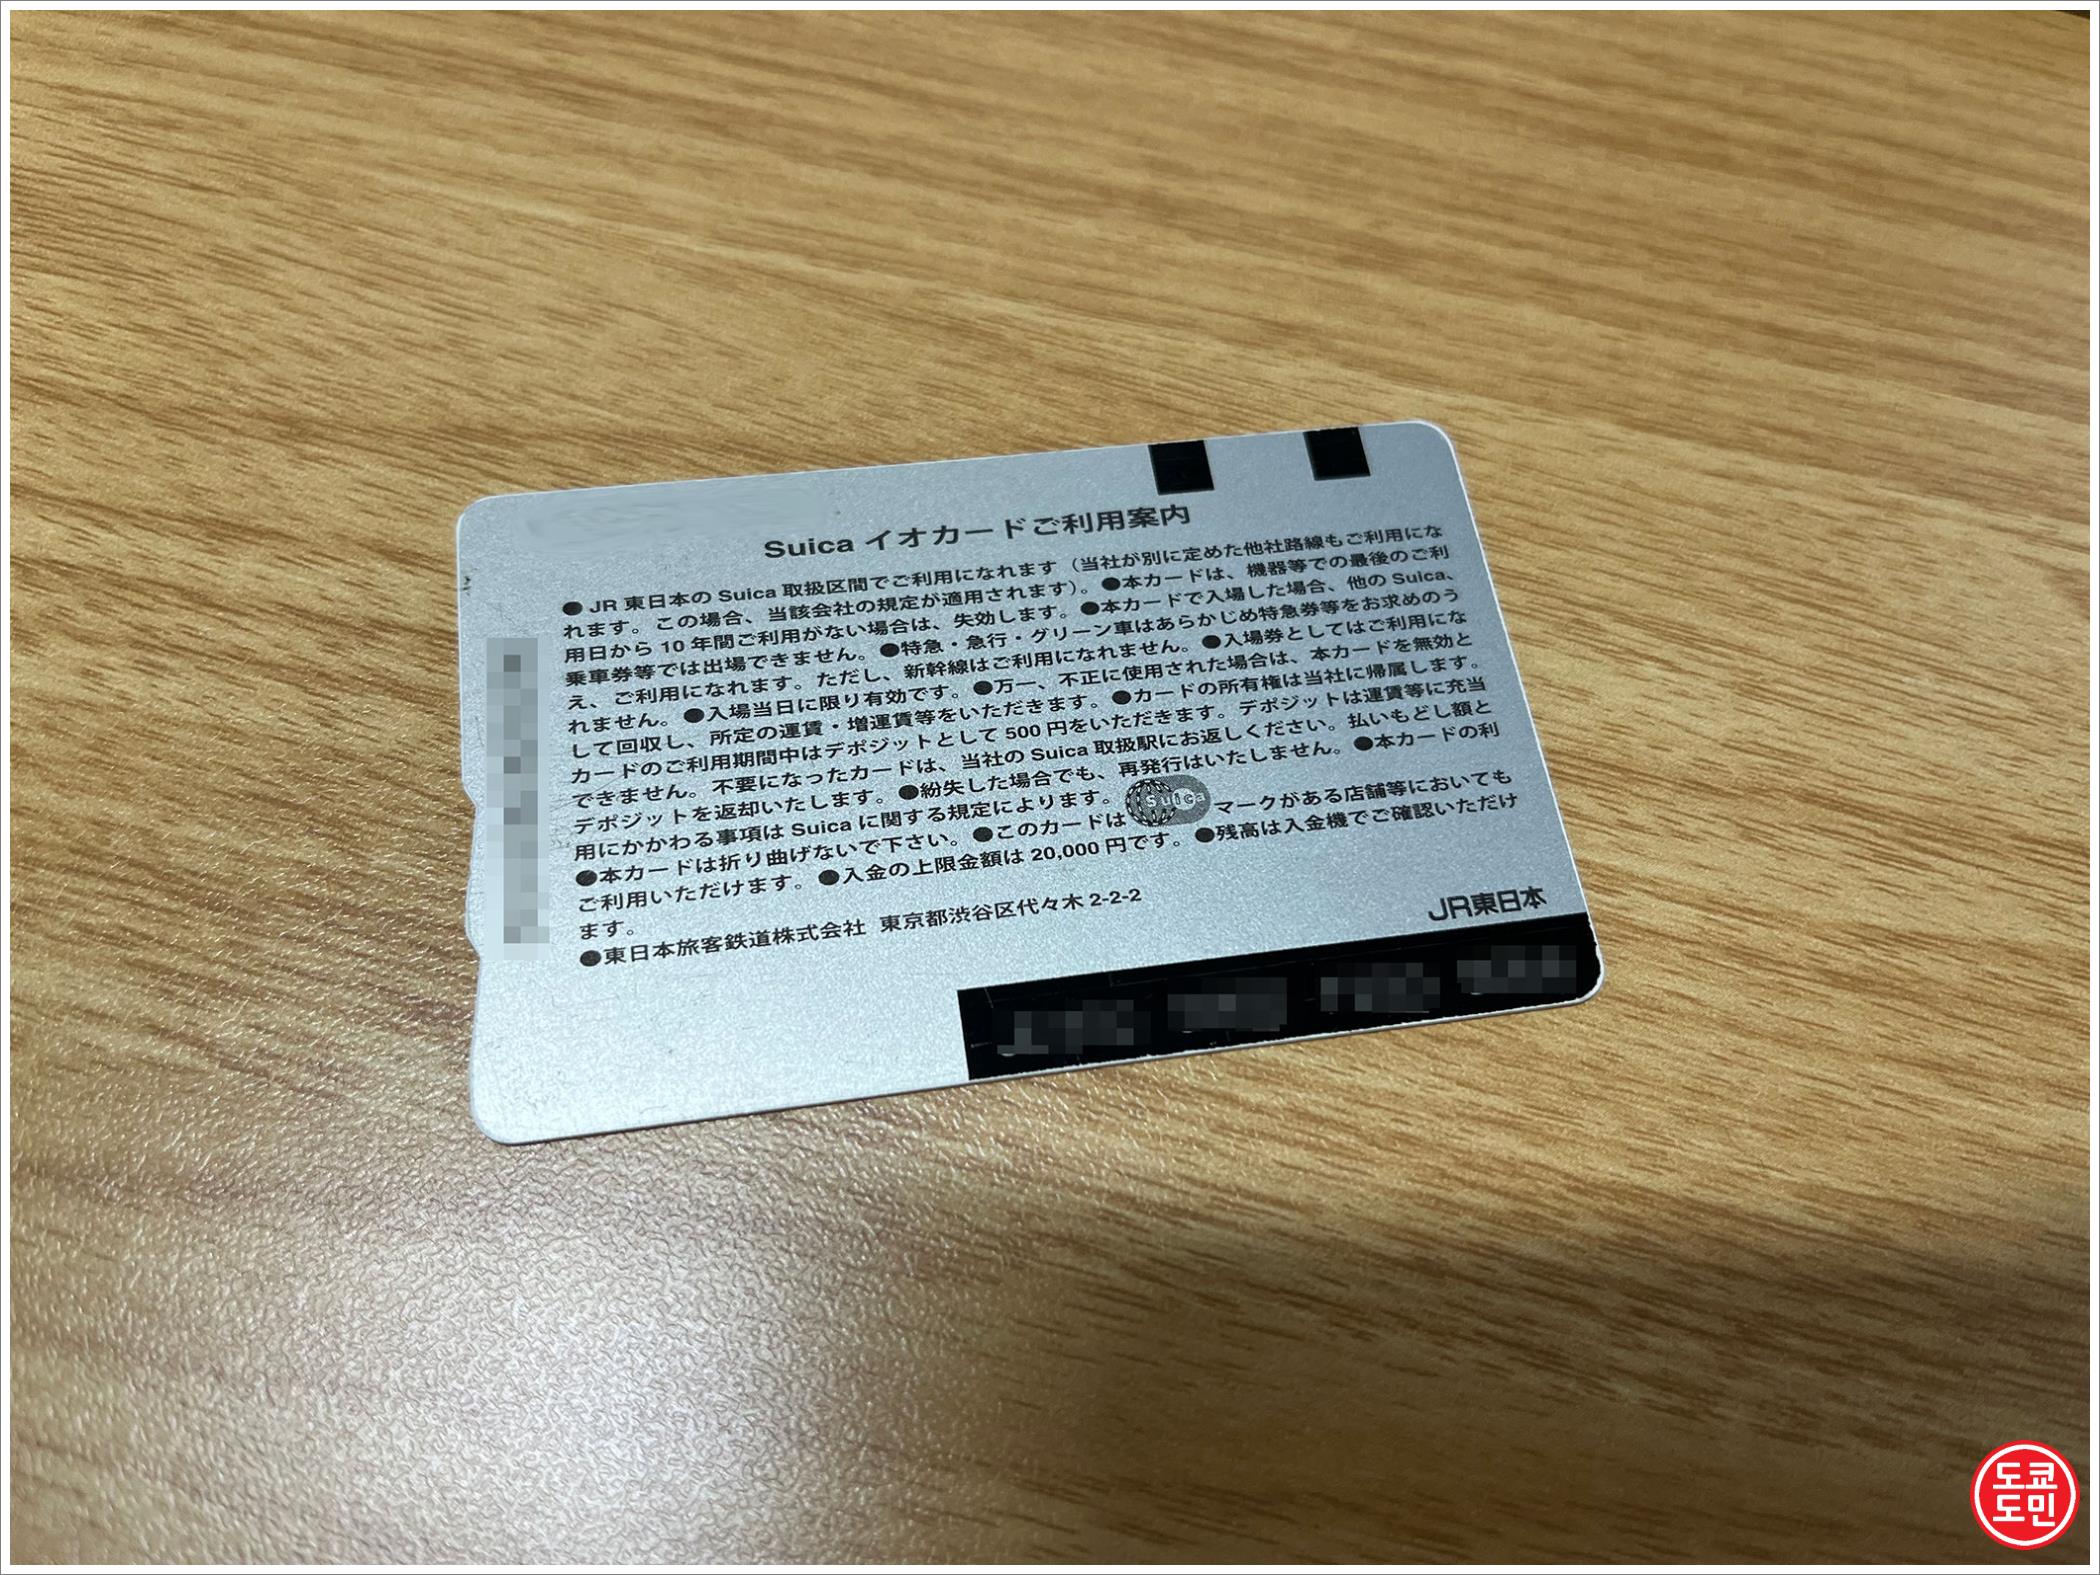 Suica イオカードご利用案内
●JR 東日本の Suica 取扱区間でご利用になれます（当社が別に定めた他社路線もご利用にな
れます。この場合、当該会社の規定が適用されます）。●本カードは、機器等での最後のご利
用日から 10 年間ご利用がない場合は、失効します。●本カードで入場した場合、他の Suica、
乗車券等では出場できません。●特急・急行・グリーン車はあらかじめ特急券等をお求めのう
え、ご利用になれます。ただし、新幹線はご利用になれません。●入場券としてはご利用にな
れません。●入場当日に限り有効です。●万一、不正に使用された場合は、本カードを無効と
して回収し、所定の運賃・増運賃等をいただきます。●カードの所有権は当社に帰属します。
カードのご利用期間中はデポジットとして 500 円をいただきます。デポジットは運賃等に充当
できません。不要になったカードは、当社の Suica 取扱駅にお返しください。払いもどし額と
デポジットを返却いたします。●紛失した場合でも、再発行はいたしません。●本カードの利
用にかかわる事項は Suica に関する規定によります。
●本カードは折り曲げないで下さい。●このカードは Suica マークがある店舗等においても
ご利用いただけます。●入金の上限金額は 20,000 円です。●残高は入金機でご確認いただけ
ます。
●東日本旅客鉄道株式会社 東京都渋谷区代々木 2-2-2
JR東日本
도쿄
도민